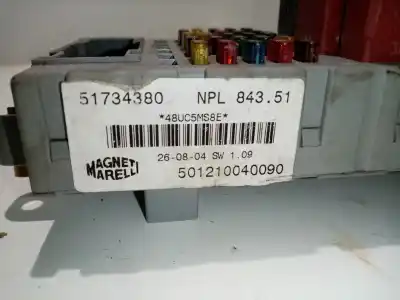 51734380 NPL 843.51
*48UC5MS8E*
26-08-04 SW 1.09
MAGNETI
MARELLI
501210040090